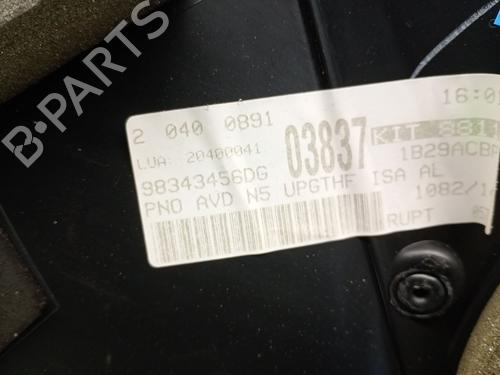 B-PARTS
16:0
2 040 0891
LUA: 20400041
03837
KIT 881
98343456DG
1B29ACBA
PNO AVD N5 UPGTHF ISA AL
1082/1
RUPT